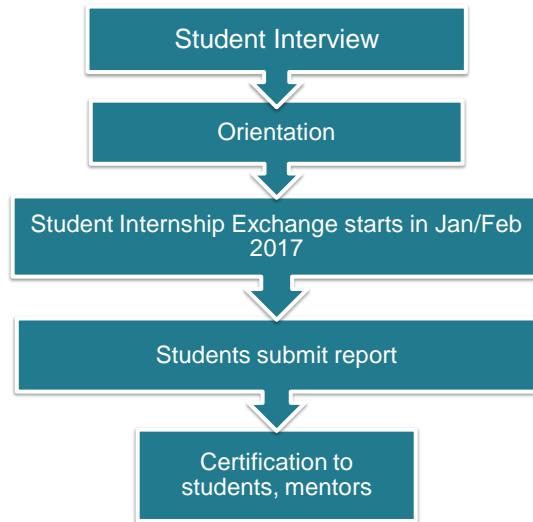 Student Interview
Orientation
Student Internship Exchange starts in Jan/Feb
2017
Students submit report
Certification to
students, mentors